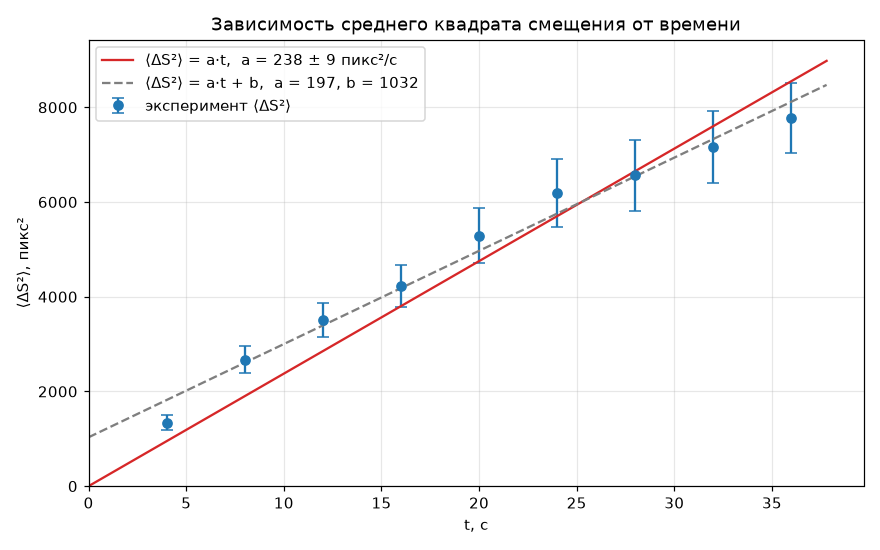 Зависимость среднего квадрата смещения от времени
⟨ΔS²⟩ = a·t,  a = 238 ± 9 пикс²/с
⟨ΔS²⟩ = a·t + b,  a = 197, b = 1032
эксперимент ⟨ΔS²⟩
⟨ΔS²⟩, пикс²
8000
6000
4000
2000
0
0 5 10 15 20 25 30 35
t, с